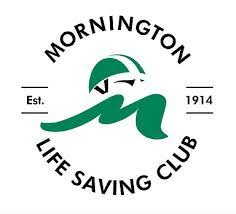 MORNINGTON
Est. 1914
LIFE SAVING CLUB